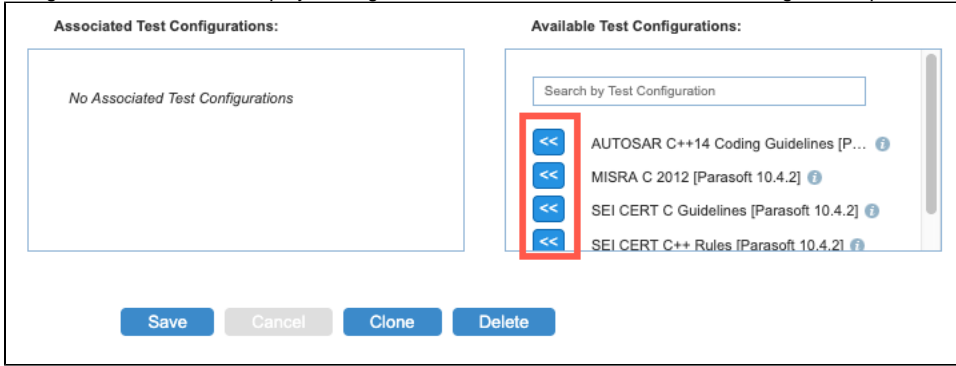 Associated Test Configurations:
Available Test Configurations:
No Associated Test Configurations
Search by Test Configuration
<< AUTOSAR C++14 Coding Guidelines [P...
<< MISRA C 2012 [Parasoft 10.4.2]
<< SEI CERT C Guidelines [Parasoft 10.4.2]
<< SEI CERT C++ Rules [Parasoft 10.4.2]
Save Cancel Clone Delete